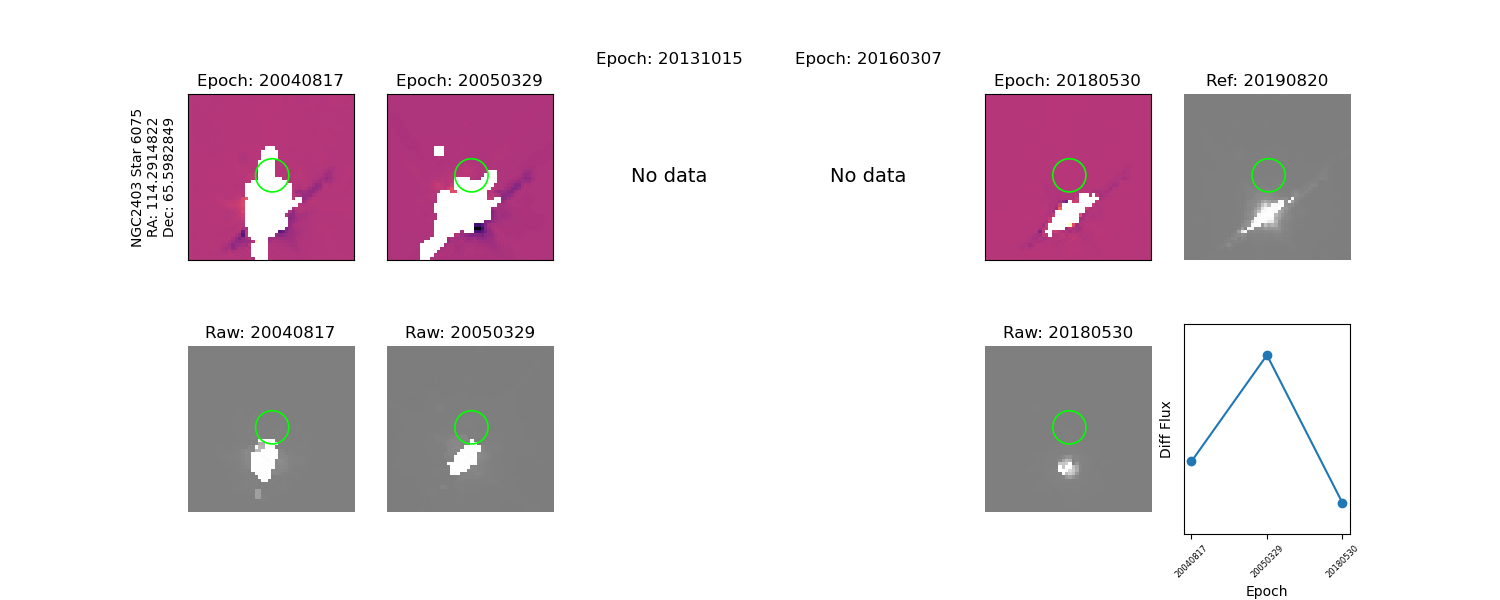 Epoch: 20040817
Epoch: 20050329
Epoch: 20131015
Epoch: 20160307
Epoch: 20180530
Ref: 20190820
NGC2403 Star 6075
RA: 114.2914822
Dec: 65.5982849
No data
No data
Raw: 20040817
Raw: 20050329
Raw: 20180530
Diff Flux
20040817
20050329
20180530
Epoch